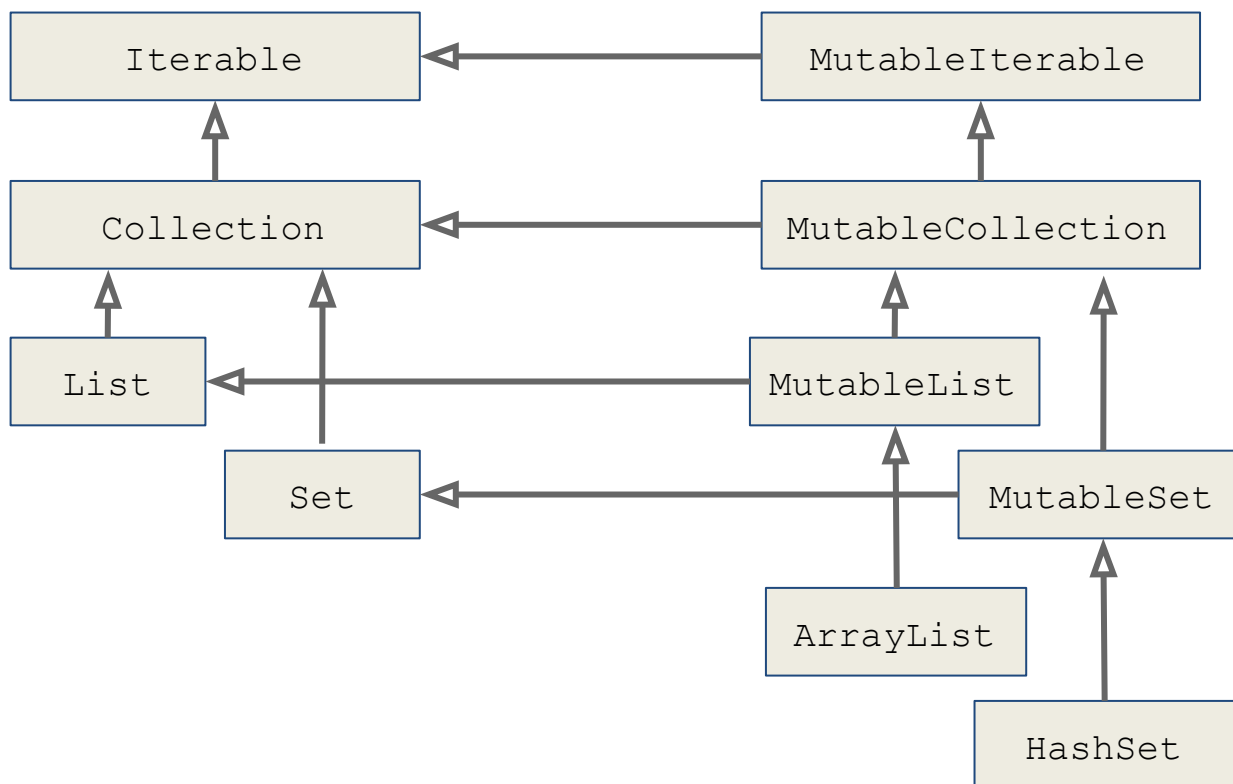 Iterable
MutableIterable
Collection
MutableCollection
List
MutableList
Set
MutableSet
ArrayList
HashSet